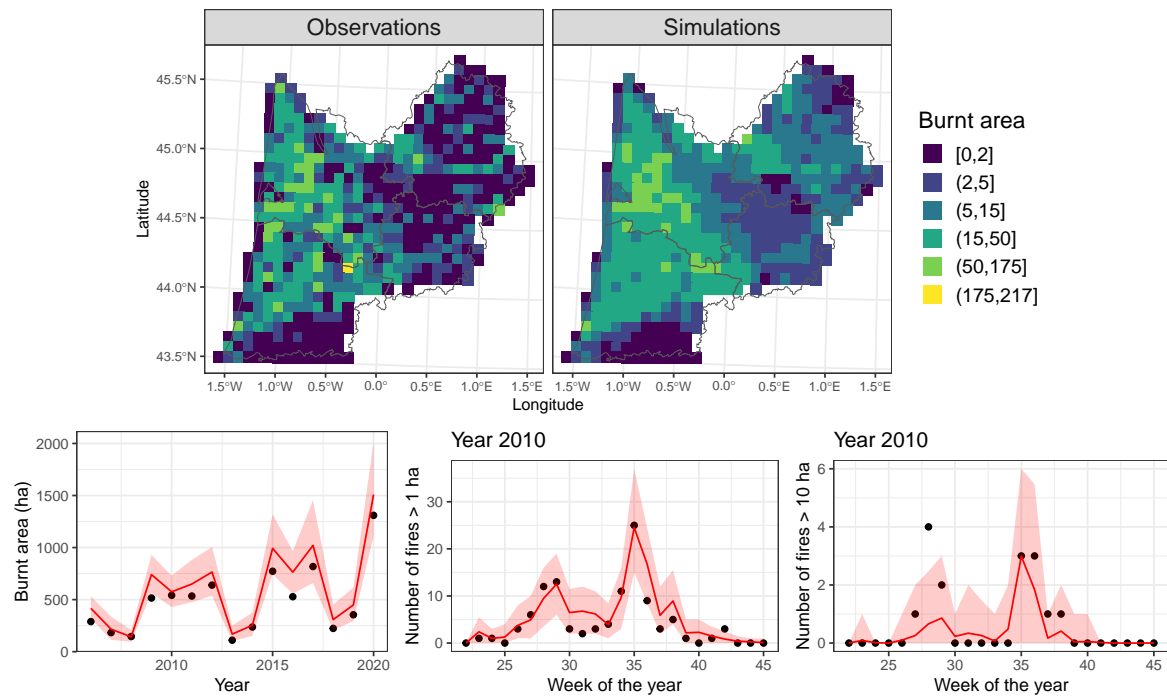 Observations
Simulations
45.5°N
45.0°N
44.5°N
44.0°N
43.5°N
Latitude
1.5°W 1.0°W 0.5°W 0.0° 0.5°E 1.0°E 1.5°E
1.5°W 1.0°W 0.5°W 0.0° 0.5°E 1.0°E 1.5°E
Longitude
Burnt area
[0,2]
(2,5]
(5,15]
(15,50]
(50,175]
(175,217]
2000
1500
1000
500
0
Burnt area (ha)
2010 2015 2020
Year
Year 2010
30
20
10
0
Number of fires > 1 ha
25 30 35 40 45
Week of the year
Year 2010
6
4
2
0
Number of fires > 10 ha
25 30 35 40 45
Week of the year